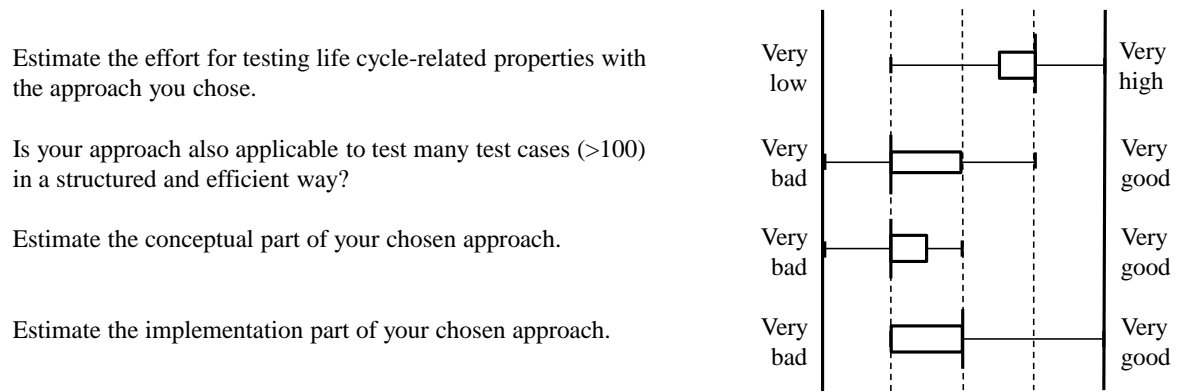 Estimate the effort for testing life cycle-related properties with
the approach you chose.
Very
low
Very
high
Is your approach also applicable to test many test cases (>100)
in a structured and efficient way?
Very
bad
Very
good
Estimate the conceptual part of your chosen approach.
Very
bad
Very
good
Estimate the implementation part of your chosen approach.
Very
bad
Very
good